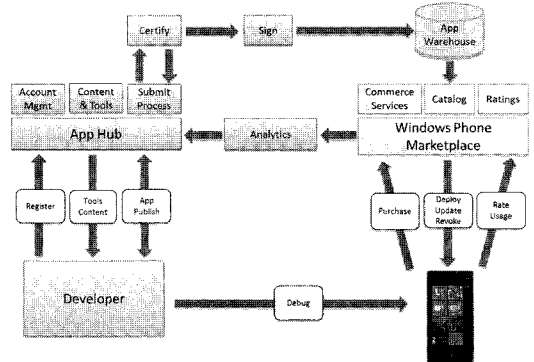 Certify
Sign
App
Warehouse
Account
Mgmt
Content
& Tools
Submit
Process
App Hub
Analytics
Commerce
Services
Catalog
Ratings
Windows Phone
Marketplace
Register
Tools
Content
App
Publish
Purchase
Deploy
Update
Revoke
Rate
Usage
Developer
Debug